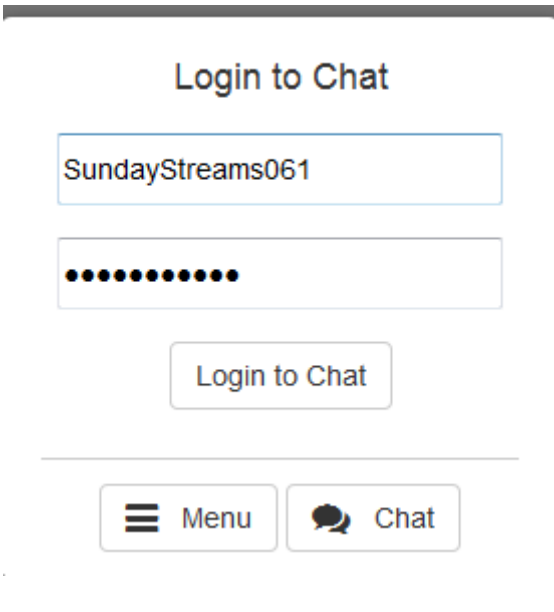 Login to Chat
SundayStreams061
●●●●●●●●●●●
Login to Chat
Menu Chat